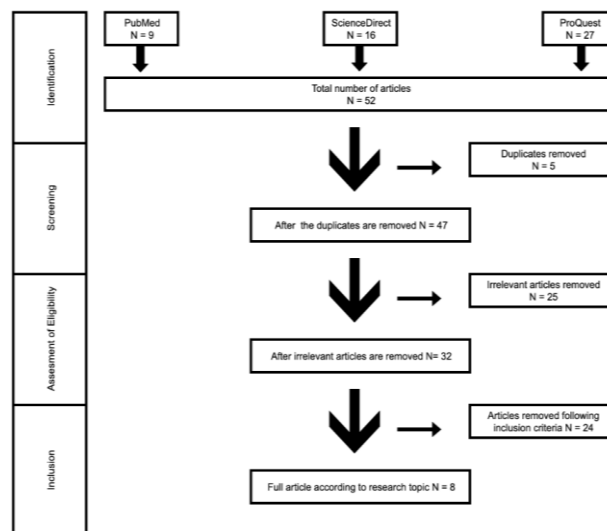 PubMed
N = 9
ScienceDirect
N = 16
ProQuest
N = 27
Identification
Total number of articles
N = 52
Duplicates removed
N = 5
Screening
After the duplicates are removed N = 47
Irrelevant articles removed
N = 25
Assesment of Eligibility
After irrelevant articles are removed N= 32
Articles removed following
inclusion criteria N = 24
Inclusion
Full article according to research topic N = 8